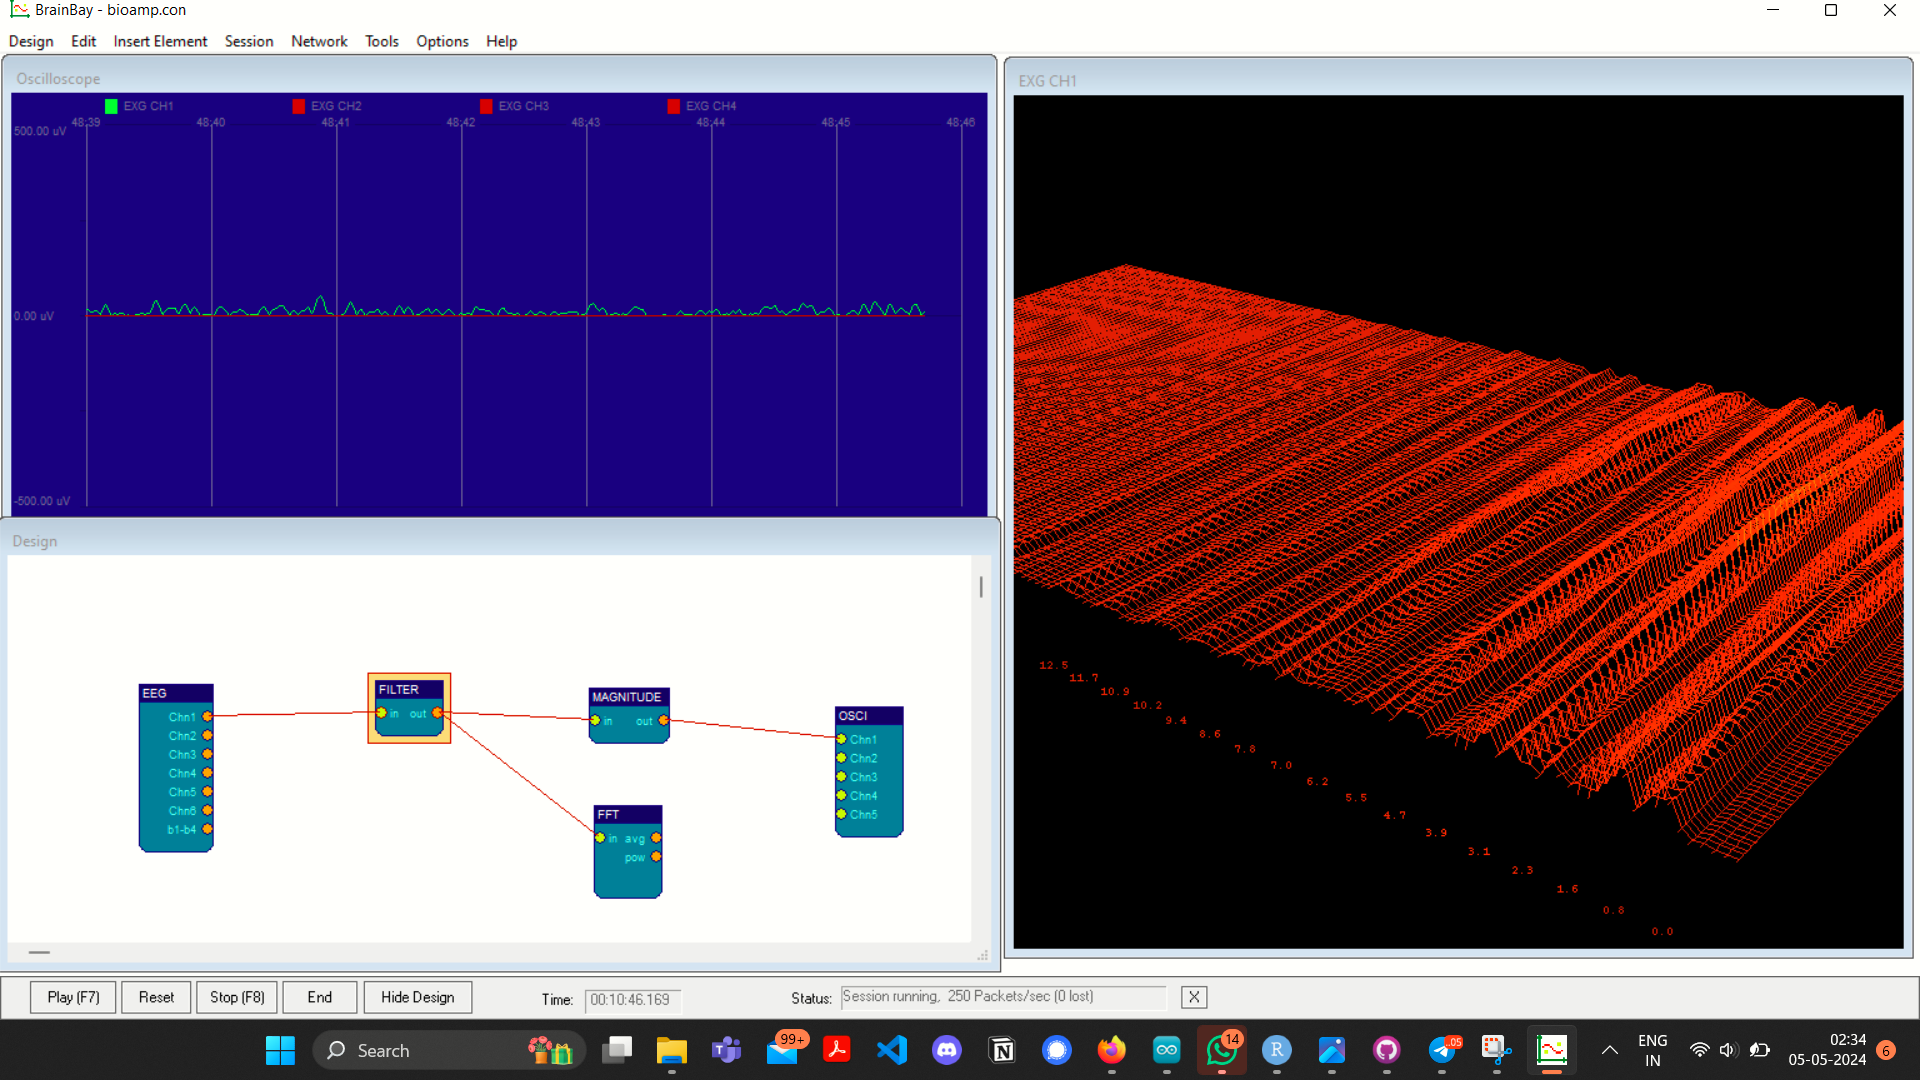 BrainBay - bioamp.con
Design Edit Insert Element Session Network Tools Options Help
Oscilloscope
EXG CH1 EXG CH2 EXG CH3 EXG CH4
48:39 48:40 48:41 48:42 48:43 48:44 48:45 48:46
500.00 uV
0.00 uV
-500.00 uV
EXG CH1
12.5
11.7
10.9
10.2
9.4
8.6
7.8
7.0
6.2
5.5
4.7
3.9
3.1
2.3
1.6
0.8
0.0
Design
EEG
Chn1
Chn2
Chn3
Chn4
Chn5
Chn6
b1-b4
FILTER
in out
MAGNITUDE
in out
FFT
in avg
pow
OSCI
Chn1
Chn2
Chn3
Chn4
Chn5
Play (F7) Reset Stop (F8) End Hide Design Time: 00:10:46.169 Status: Session running, 250 Packets/sec (0 lost) X
Search
99+
N
14
R
.05
ENG
IN
02:34
05-05-2024
6